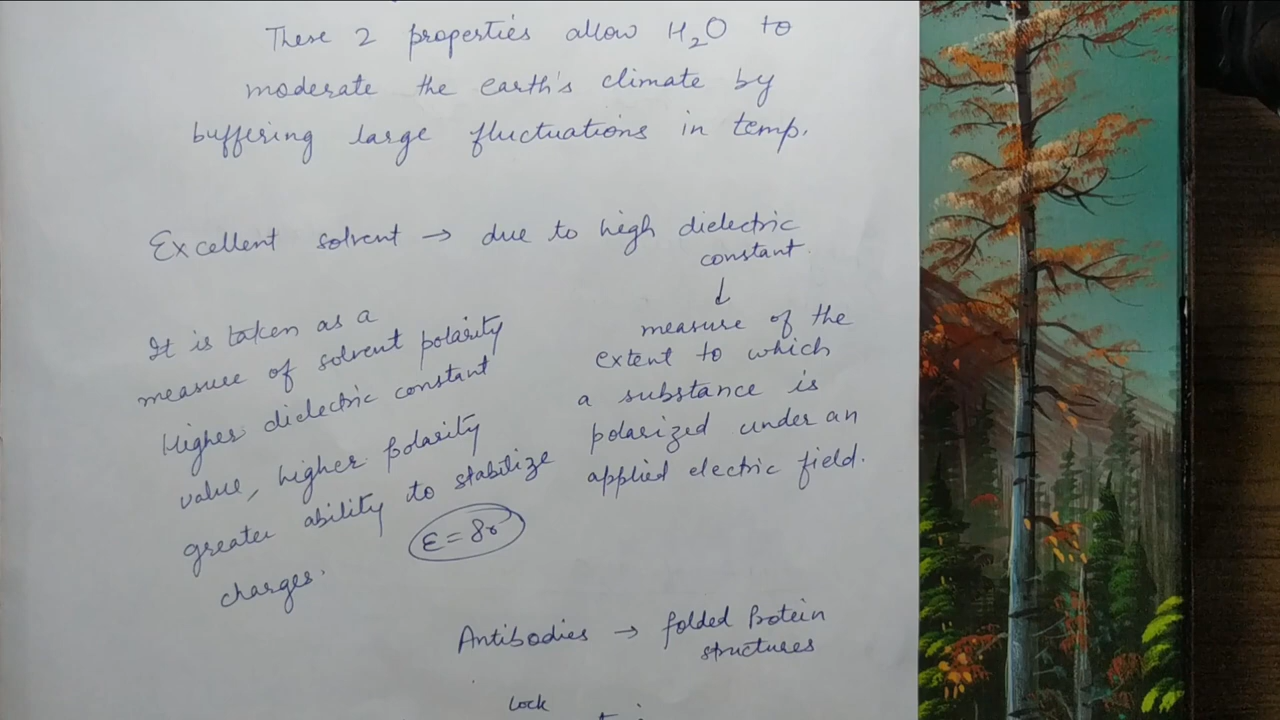 These 2 properties allow H₂O to
moderate the earth's climate by
buffering large fluctuations in temp.
Excellent solvent → due to high dielectric
constant.
↓
measure of the
extent to which
a substance is
polarized under an
applied electric field.
It is taken as a
measure of solvent polarity
Higher dielectric constant
value, higher polarity
greater ability to stabilize
charges.
ε = 80
Antibodies → folded Protein
structures
Lock